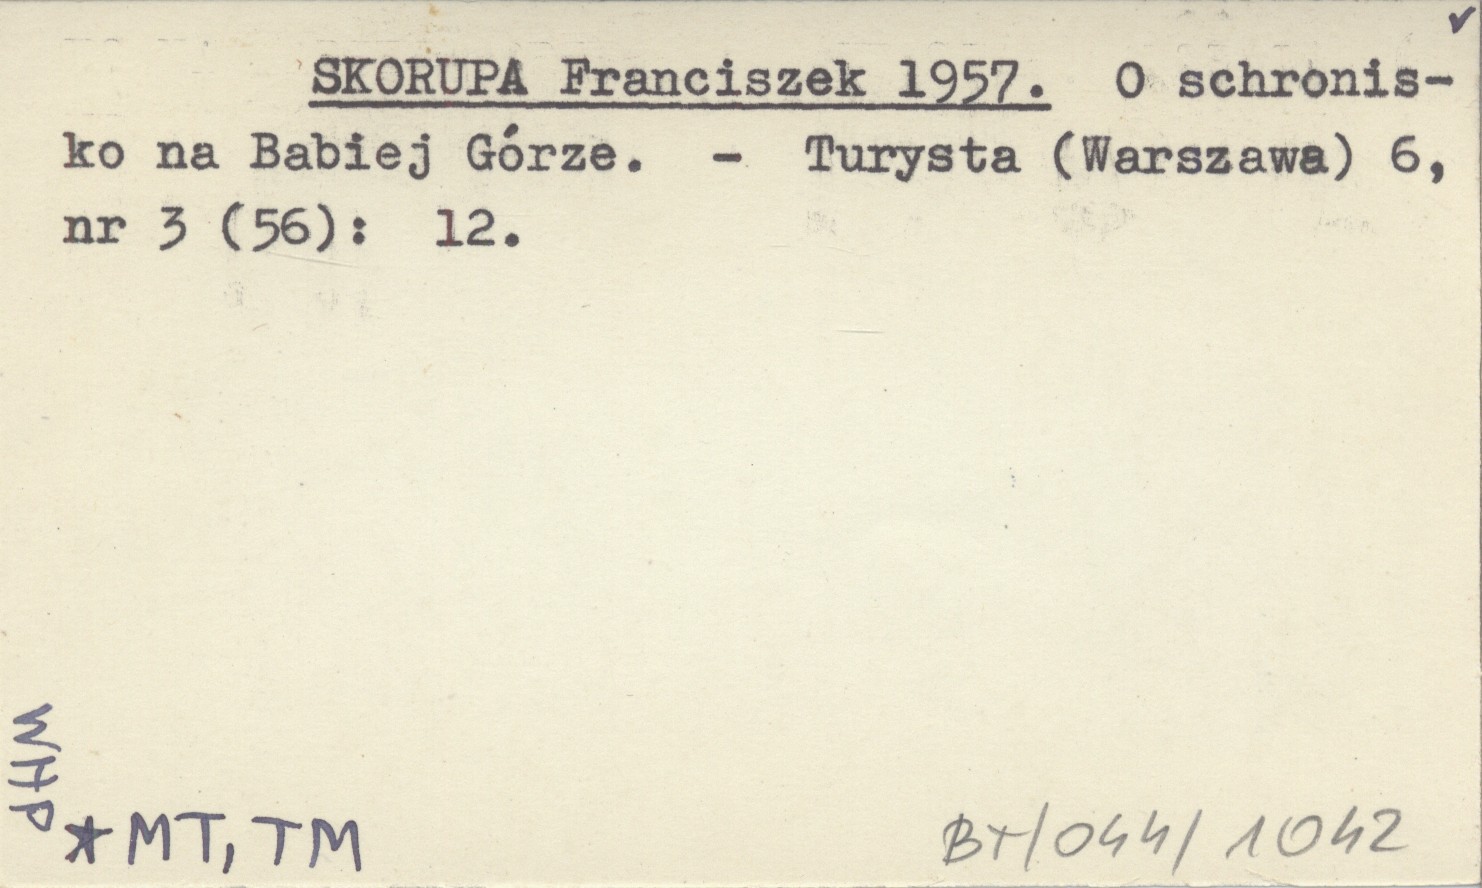 SKORUPA Franciszek 1957. O schronis-
ko na Babiej Górze. - Turysta (Warszawa) 6,
nr 3 (56): 12.
WHP
*MT, TM
BT/044/1042